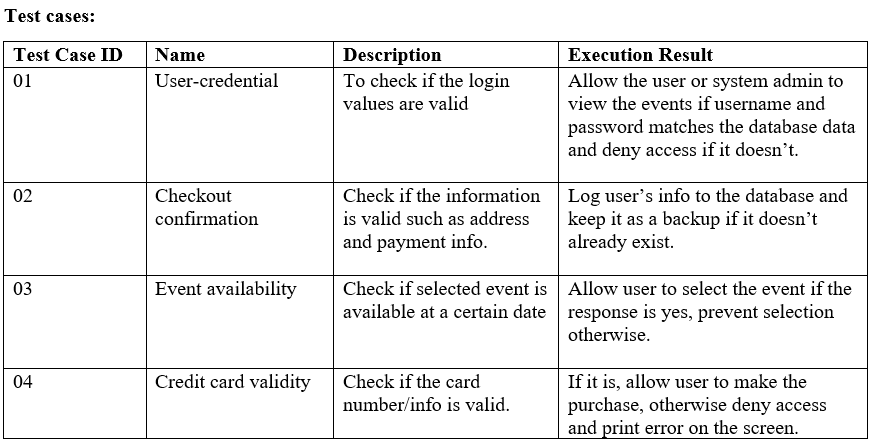 Test cases:
Test Case ID Name Description Execution Result
01 User-credential To check if the login Allow the user or system admin to
values are valid view the events if username and
password matches the database data
and deny access if it doesn't.
02 Checkout Check if the information Log user's info to the database and
confirmation is valid such as address keep it as a backup if it doesn't
and payment info. already exist.
03 Event availability Check if selected event is Allow user to select the event if the
available at a certain date response is yes, prevent selection
otherwise.
04 Credit card validity Check if the card If it is, allow user to make the
number/info is valid. purchase, otherwise deny access
and print error on the screen.